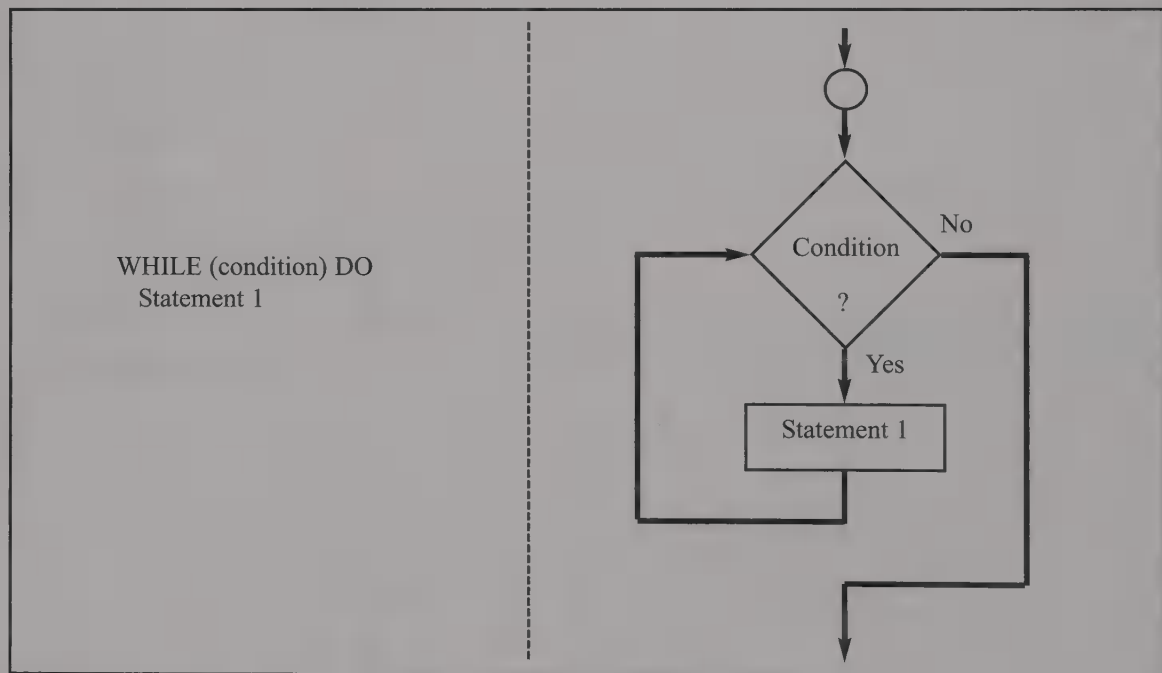 WHILE (condition) DO
Statement 1
No
Condition
?
Yes
Statement 1